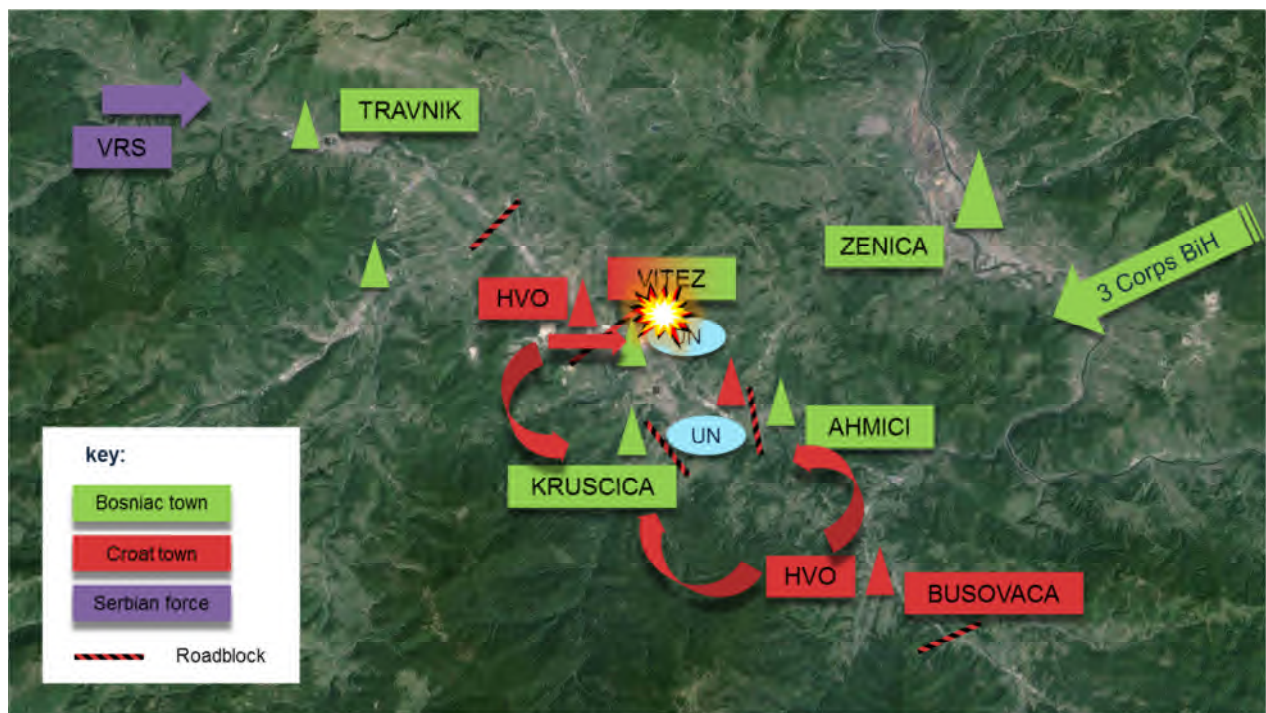 TRAVNIK
VRS
ZENICA
3 Corps BiH
VITEZ
HVO
UN
AHMICI
UN
KRUSCICA
HVO
BUSOVACA
key:
Bosniac town
Croat town
Serbian force
Roadblock